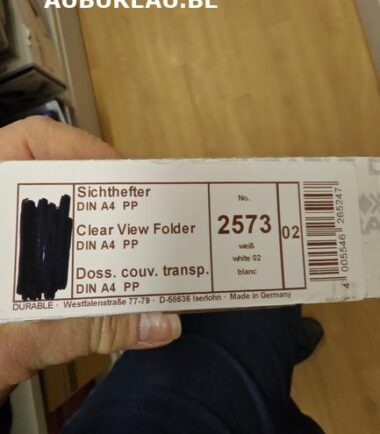 AUBUREAU.BE
Sichthefter
DIN A4 PP
Clear View Folder
DIN A4 PP
Doss. couv. transp.
DIN A4 PP
No.
2573
weiß
white 02
blanc
02
4 005546 265247
DURABLE · Westfalenstraße 77-79 · D-58636 Iserlohn · Made in Germany